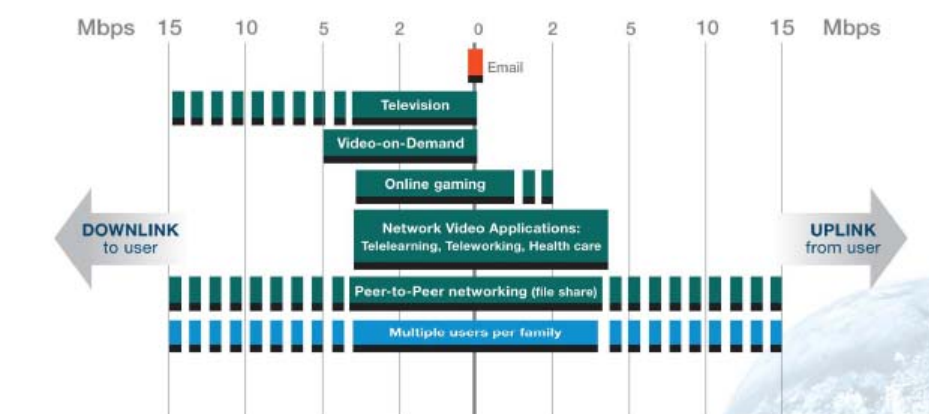 Mbps 15 10 5 2 0 2 5 10 15 Mbps
Email
Television
Video-on-Demand
Online gaming
Network Video Applications:
Telelearning, Teleworking, Health care
DOWNLINK
to user
UPLINK
from user
Peer-to-Peer networking (file share)
Multiple users per family